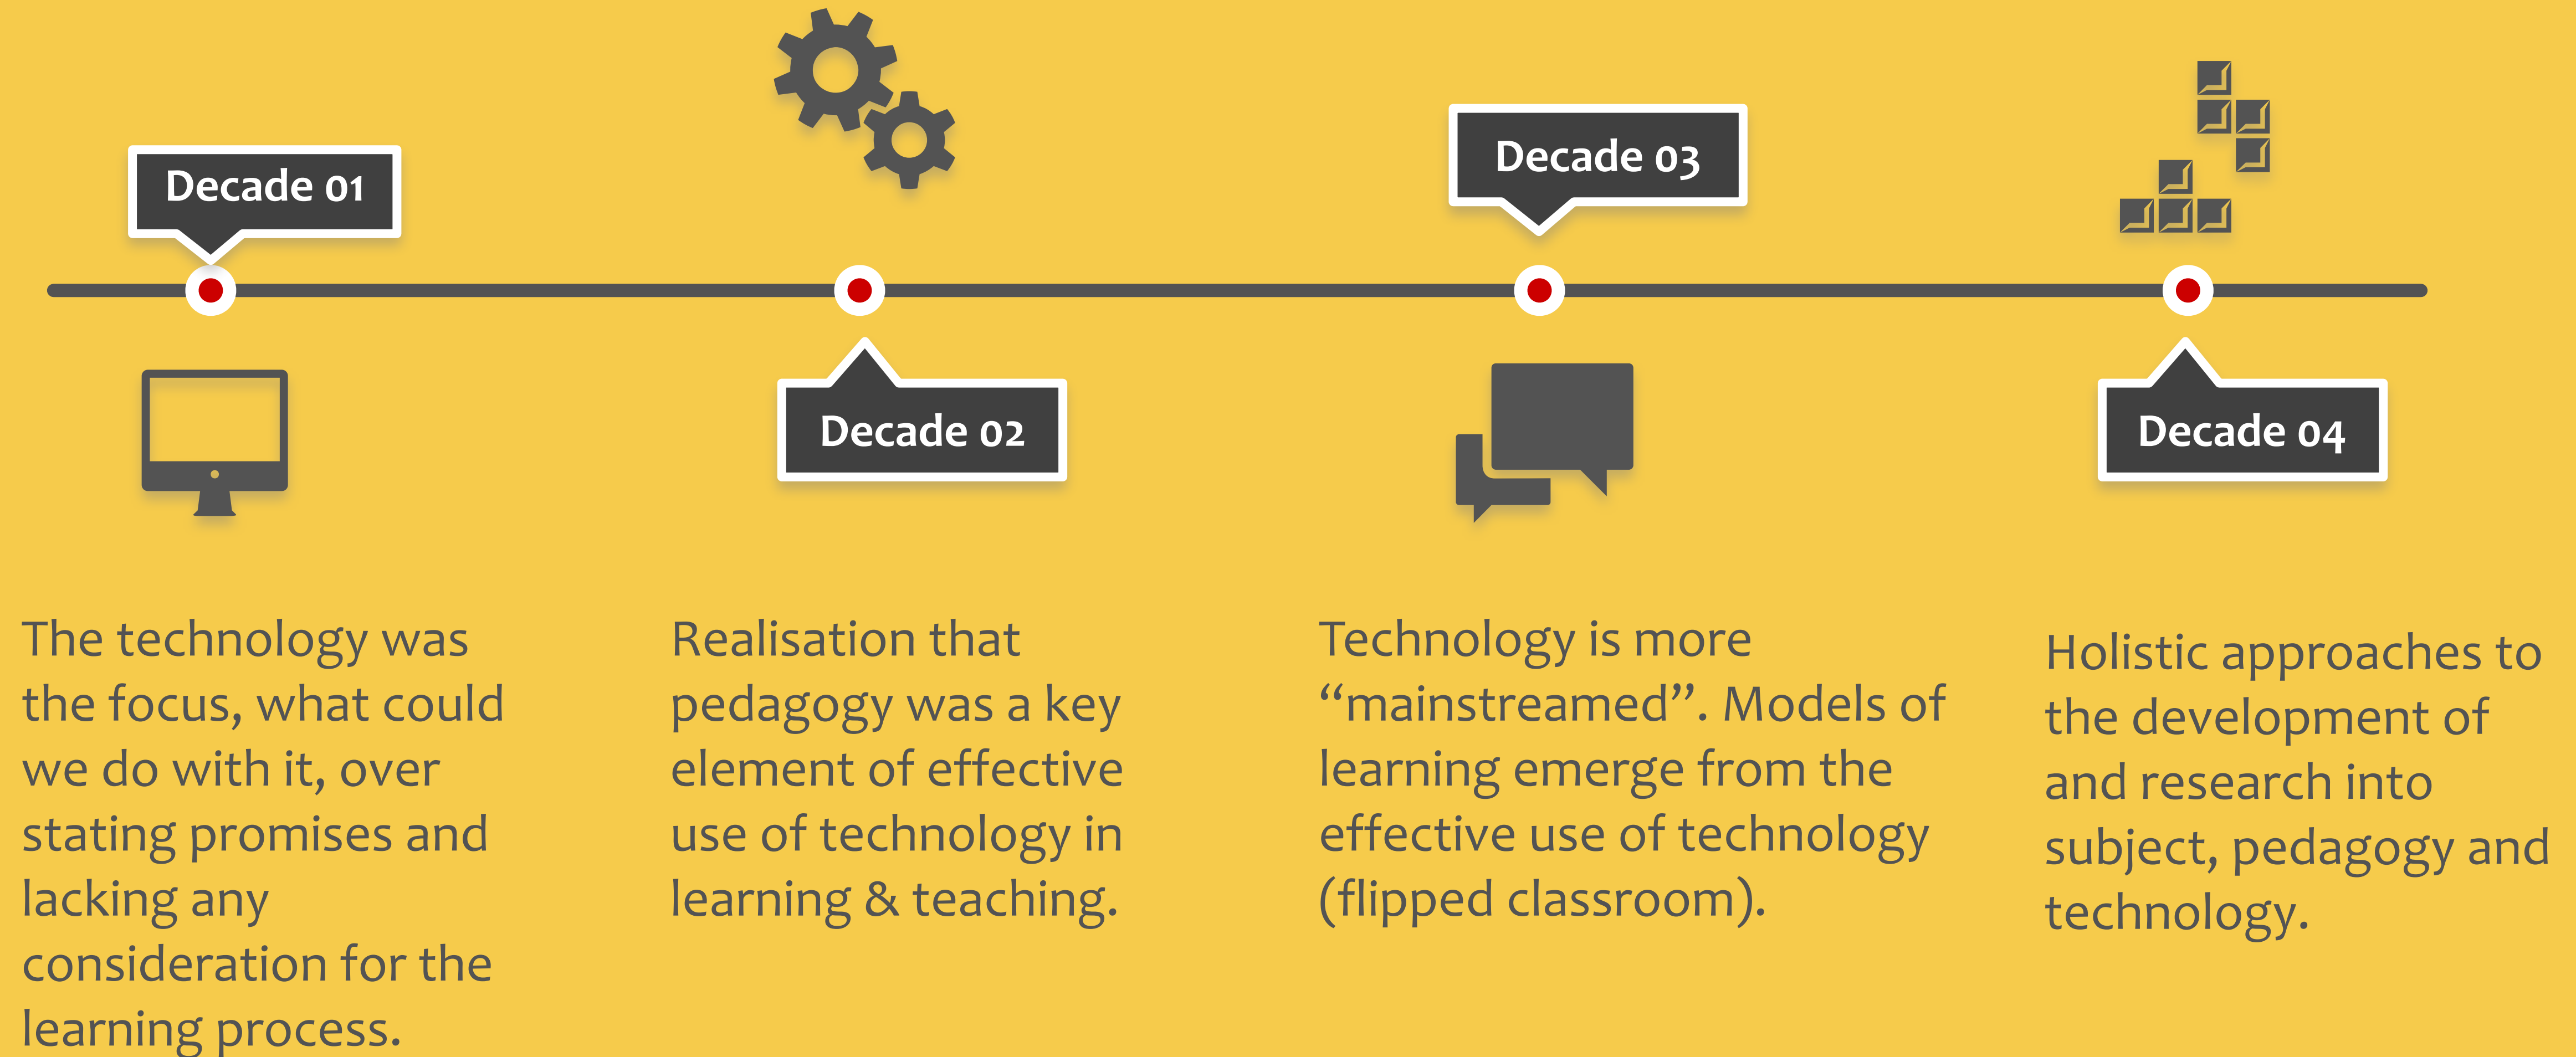 Decade 01
Decade 02
Decade 03
Decade 04
The technology was
the focus, what could
we do with it, over
stating promises and
lacking any
consideration for the
learning process.
Realisation that
pedagogy was a key
element of effective
use of technology in
learning & teaching.
Technology is more
“mainstreamed”. Models of
learning emerge from the
effective use of technology
(flipped classroom).
Holistic approaches to
the development of
and research into
subject, pedagogy and
technology.